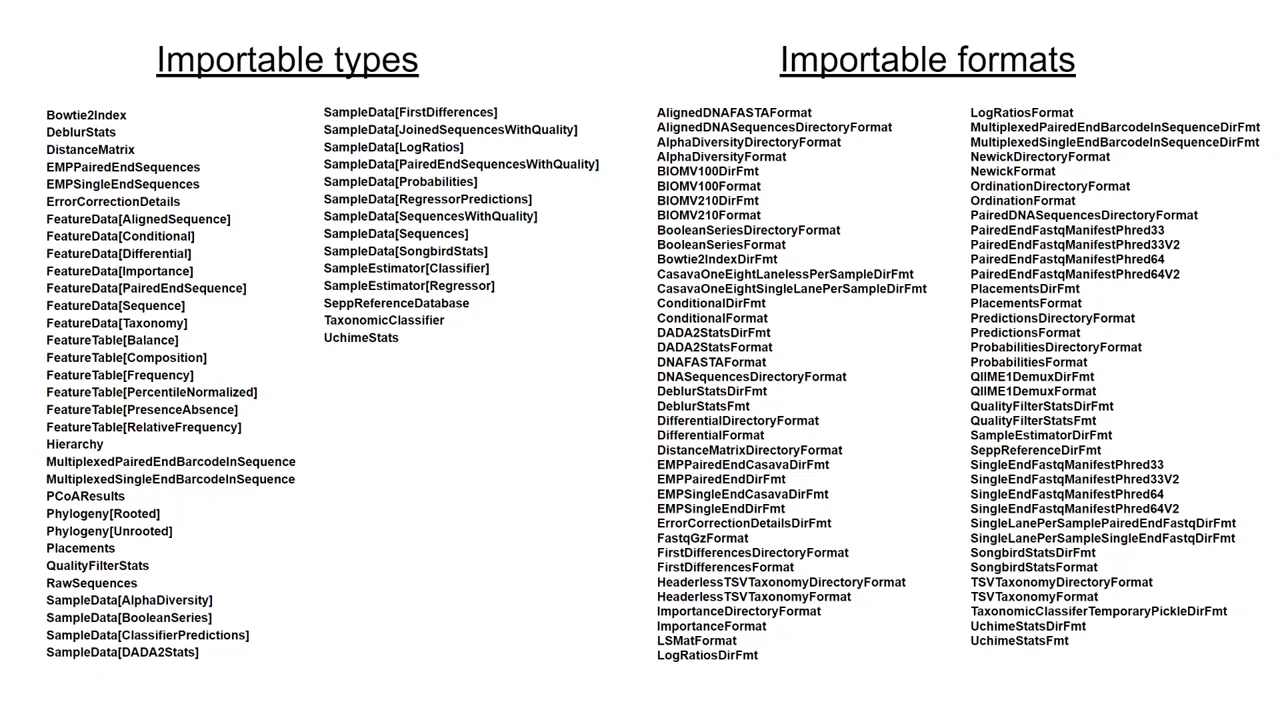 Importable types
Bowtie2Index
DeblurStats
DistanceMatrix
EMPPairedEndSequences
EMPSingleEndSequences
ErrorCorrectionDetails
FeatureData[AlignedSequence]
FeatureData[Conditional]
FeatureData[Differential]
FeatureData[Importance]
FeatureData[PairedEndSequence]
FeatureData[Sequence]
FeatureData[Taxonomy]
FeatureTable[Balance]
FeatureTable[Composition]
FeatureTable[Frequency]
FeatureTable[PercentileNormalized]
FeatureTable[PresenceAbsence]
FeatureTable[RelativeFrequency]
Hierarchy
MultiplexedPairedEndBarcodeInSequence
MultiplexedSingleEndBarcodeInSequence
PCoAResults
Phylogeny[Rooted]
Phylogeny[Unrooted]
Placements
QualityFilterStats
RawSequences
SampleData[AlphaDiversity]
SampleData[BooleanSeries]
SampleData[ClassifierPredictions]
SampleData[DADA2Stats]
SampleData[FirstDifferences]
SampleData[JoinedSequencesWithQuality]
SampleData[LogRatios]
SampleData[PairedEndSequencesWithQuality]
SampleData[Probabilities]
SampleData[RegressorPredictions]
SampleData[SequencesWithQuality]
SampleData[Sequences]
SampleData[SongbirdStats]
SampleEstimator[Classifier]
SampleEstimator[Regressor]
SeppReferenceDatabase
TaxonomicClassifier
UchimeStats
Importable formats
AlignedDNAFASTAFormat
AlignedDNASequencesDirectoryFormat
AlphaDiversityDirectoryFormat
AlphaDiversityFormat
BIOMV100DirFmt
BIOMV100Format
BIOMV210DirFmt
BIOMV210Format
BooleanSeriesDirectoryFormat
BooleanSeriesFormat
Bowtie2IndexDirFmt
CasavaOneEightLanelessPerSampleDirFmt
CasavaOneEightSingleLanePerSampleDirFmt
ConditionalDirFmt
ConditionalFormat
DADA2StatsDirFmt
DADA2StatsFormat
DNAFASTAFormat
DNASequencesDirectoryFormat
DeblurStatsDirFmt
DeblurStatsFmt
DifferentialDirectoryFormat
DifferentialFormat
DistanceMatrixDirectoryFormat
EMPPairedEndCasavaDirFmt
EMPPairedEndDirFmt
EMPSingleEndCasavaDirFmt
EMPSingleEndDirFmt
ErrorCorrectionDetailsDirFmt
FastqGzFormat
FirstDifferencesDirectoryFormat
FirstDifferencesFormat
HeaderlessTSVTaxonomyDirectoryFormat
HeaderlessTSVTaxonomyFormat
ImportanceDirectoryFormat
ImportanceFormat
LSMatFormat
LogRatiosDirFmt
LogRatiosFormat
MultiplexedPairedEndBarcodeInSequenceDirFmt
MultiplexedSingleEndBarcodeInSequenceDirFmt
NewickDirectoryFormat
NewickFormat
OrdinationDirectoryFormat
OrdinationFormat
PairedDNASequencesDirectoryFormat
PairedEndFastqManifestPhred33
PairedEndFastqManifestPhred33V2
PairedEndFastqManifestPhred64
PairedEndFastqManifestPhred64V2
PlacementsDirFmt
PlacementsFormat
PredictionsDirectoryFormat
PredictionsFormat
ProbabilitiesDirectoryFormat
ProbabilitiesFormat
QIIME1DemuxDirFmt
QIIME1DemuxFormat
QualityFilterStatsDirFmt
QualityFilterStatsFmt
SampleEstimatorDirFmt
SeppReferenceDirFmt
SingleEndFastqManifestPhred33
SingleEndFastqManifestPhred33V2
SingleEndFastqManifestPhred64
SingleEndFastqManifestPhred64V2
SingleLanePerSamplePairedEndFastqDirFmt
SingleLanePerSampleSingleEndFastqDirFmt
SongbirdStatsDirFmt
SongbirdStatsFormat
TSVTaxonomyDirectoryFormat
TSVTaxonomyFormat
TaxonomicClassiferTemporaryPickleDirFmt
UchimeStatsDirFmt
UchimeStatsFmt